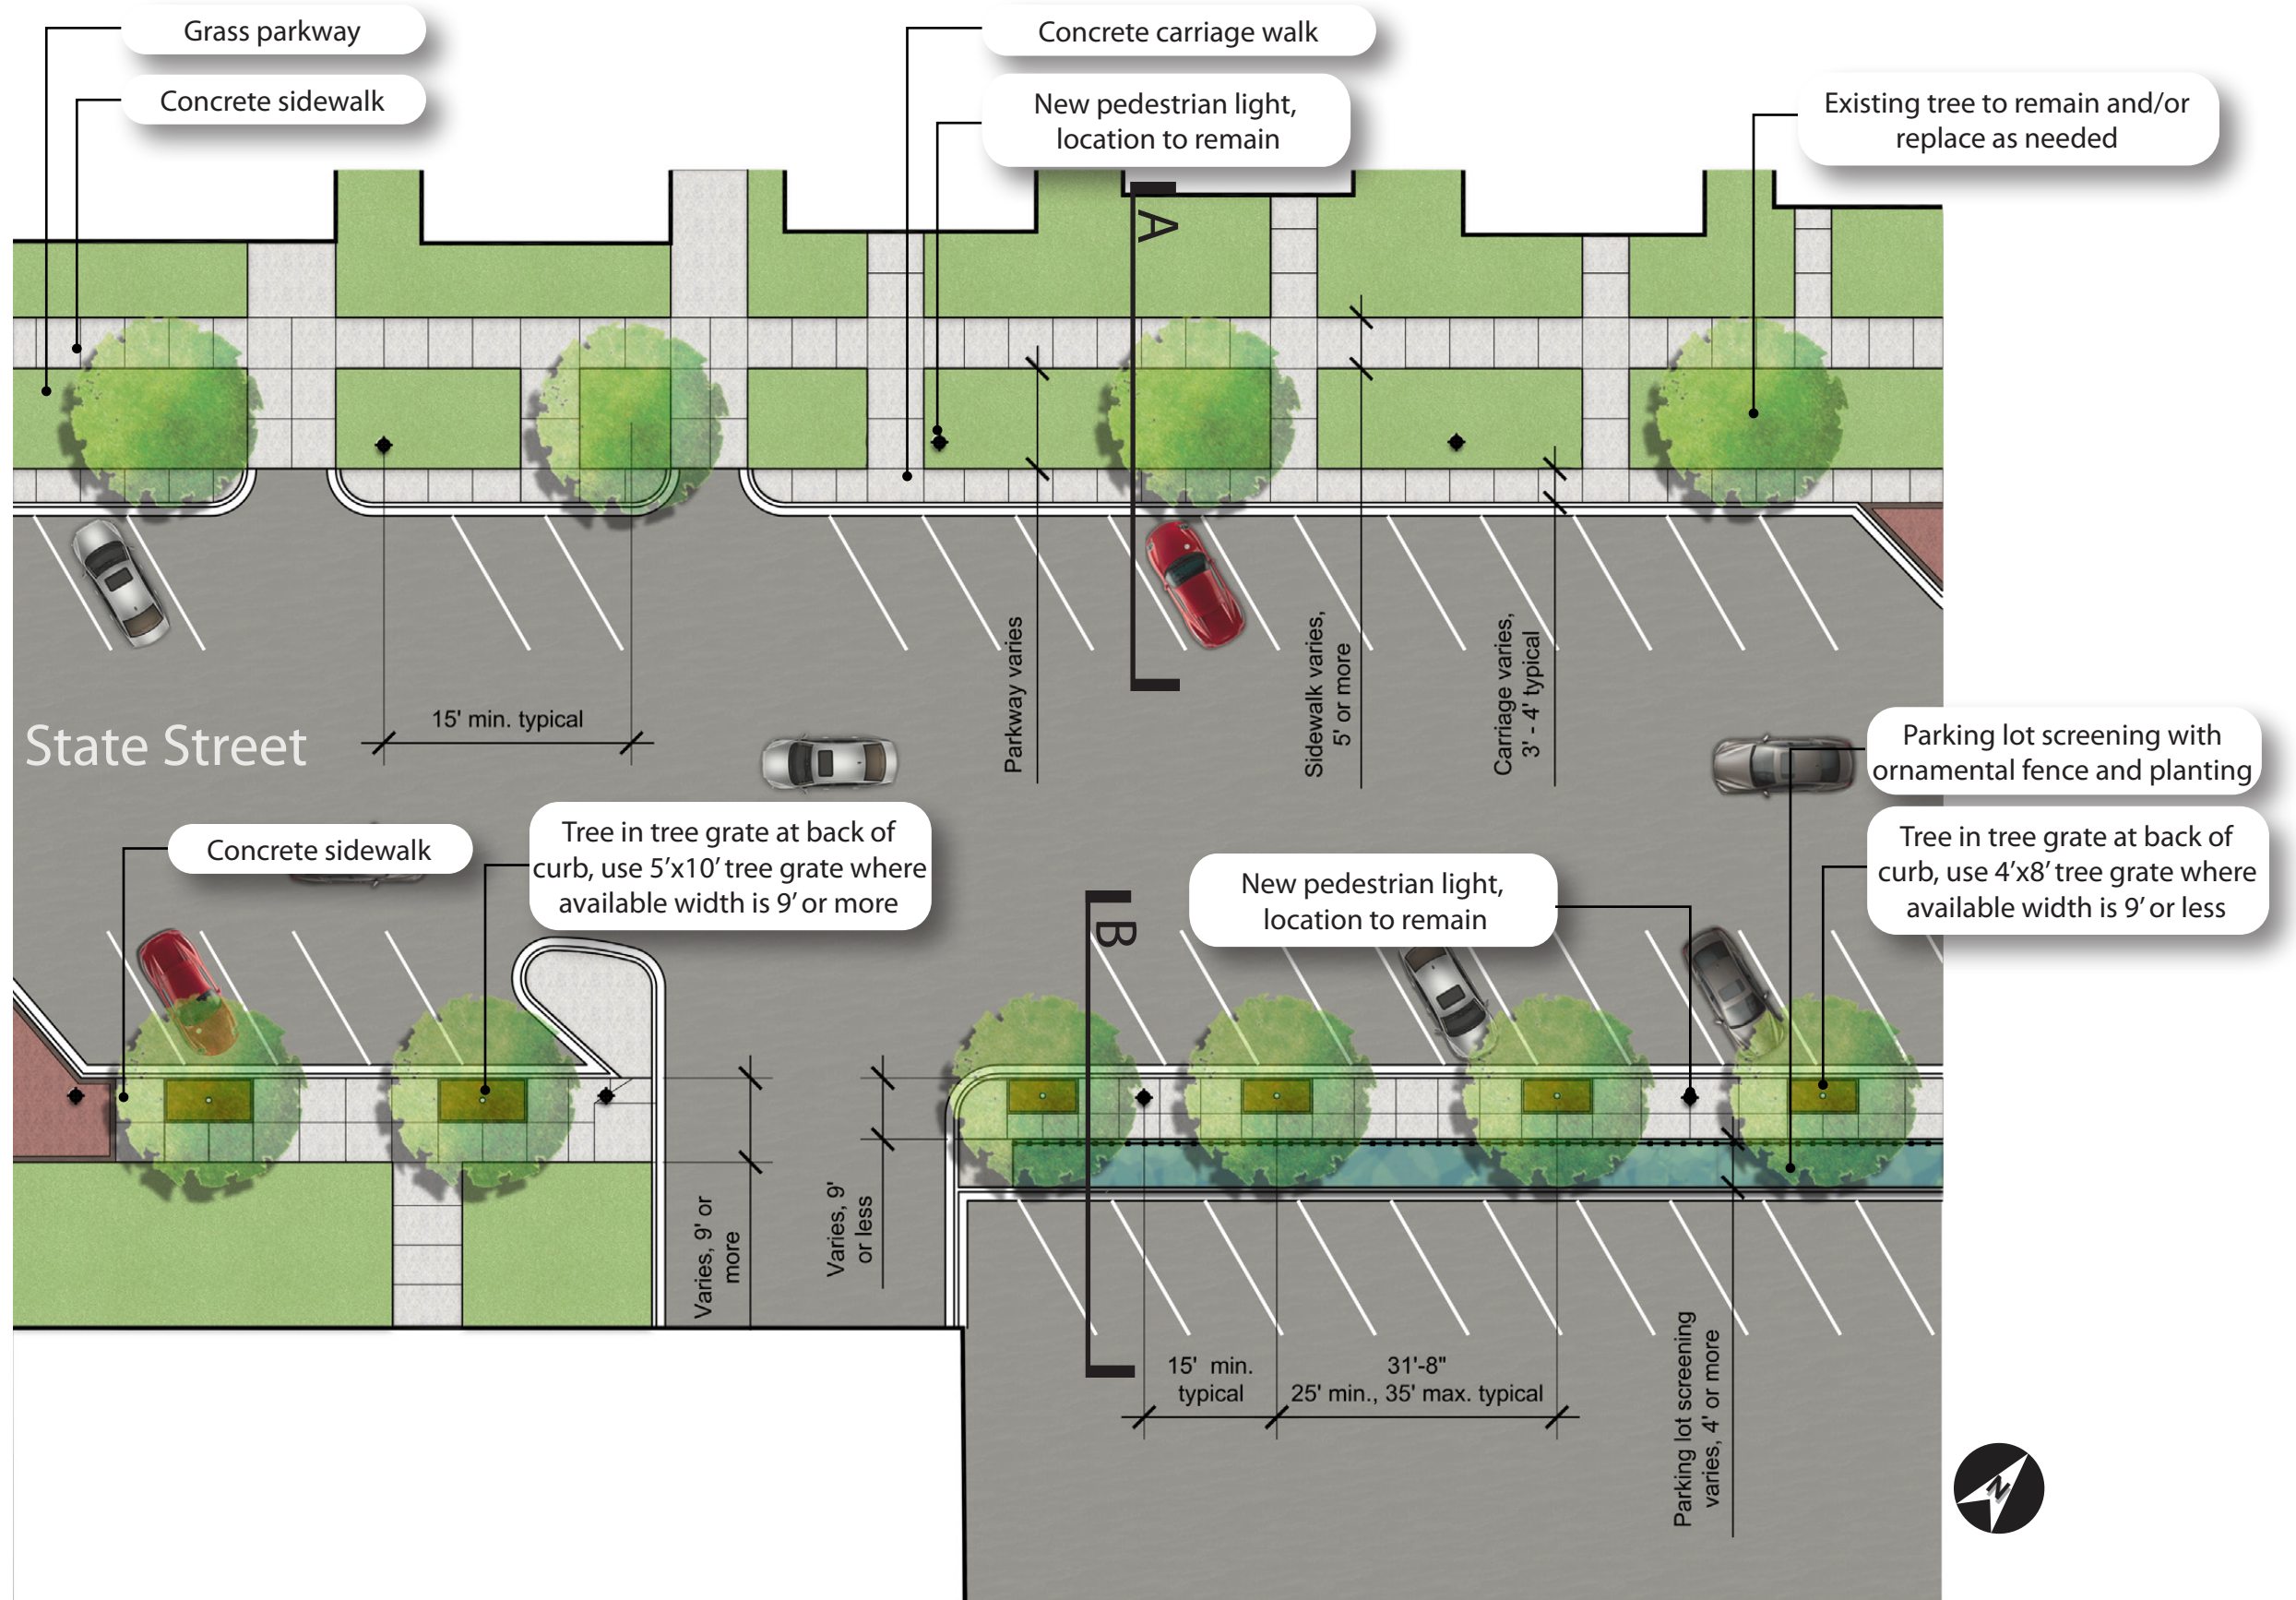 Grass parkway
Concrete sidewalk
Concrete carriage walk
New pedestrian light,
location to remain
Existing tree to remain and/or
replace as needed
A
15' min. typical
Parkway varies
Sidewalk varies,
5' or more
Carriage varies,
3' - 4' typical
State Street
Parking lot screening with
ornamental fence and planting
Concrete sidewalk
Tree in tree grate at back of
curb, use 5’x10’ tree grate where
available width is 9’ or more
B
New pedestrian light,
location to remain
Tree in tree grate at back of
curb, use 4’x8’ tree grate where
available width is 9’ or less
Varies, 9' or
more
Varies, 9'
or less
15' min.
typical
31'-8"
25' min., 35' max. typical
Parking lot screening
varies, 4' or more
N